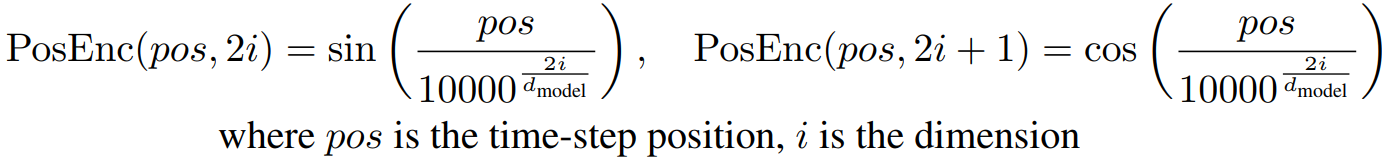 PosEnc(pos, 2i) = sin(pos / 10000^(2i / d_model)), PosEnc(pos, 2i + 1) = cos(pos / 10000^(2i / d_model))
where pos is the time-step position, i is the dimension